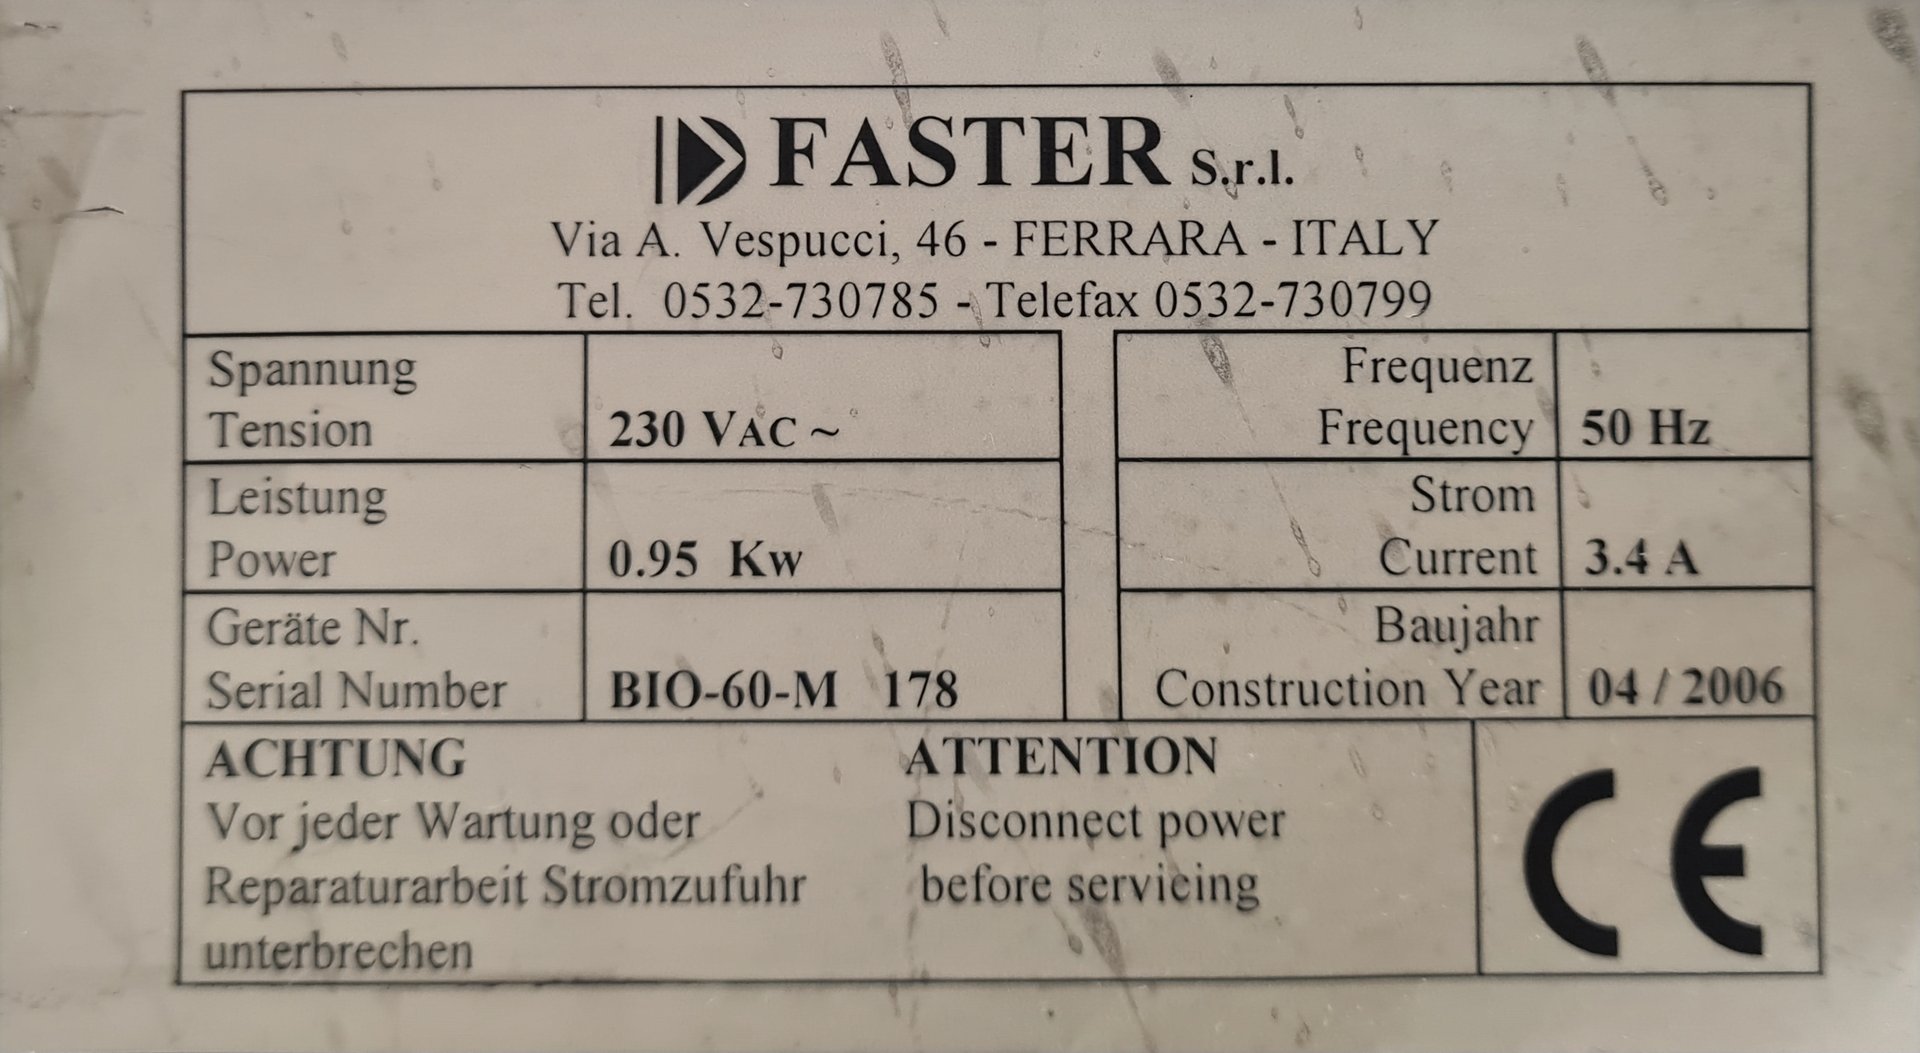 FASTER S.r.l.
Via A. Vespucci, 46 - FERRARA - ITALY
Tel. 0532-730785 - Telefax 0532-730799
Spannung
Tension 230 VAC ~
Frequenz
Frequency 50 Hz
Leistung
Power 0.95 Kw
Strom
Current 3.4 A
Geräte Nr.
Serial Number BIO-60-M 178
Baujahr
Construction Year 04 / 2006
ACHTUNG
Vor jeder Wartung oder
Reparaturarbeit Stromzufuhr
unterbrechen
ATTENTION
Disconnect power
before servicing
CE